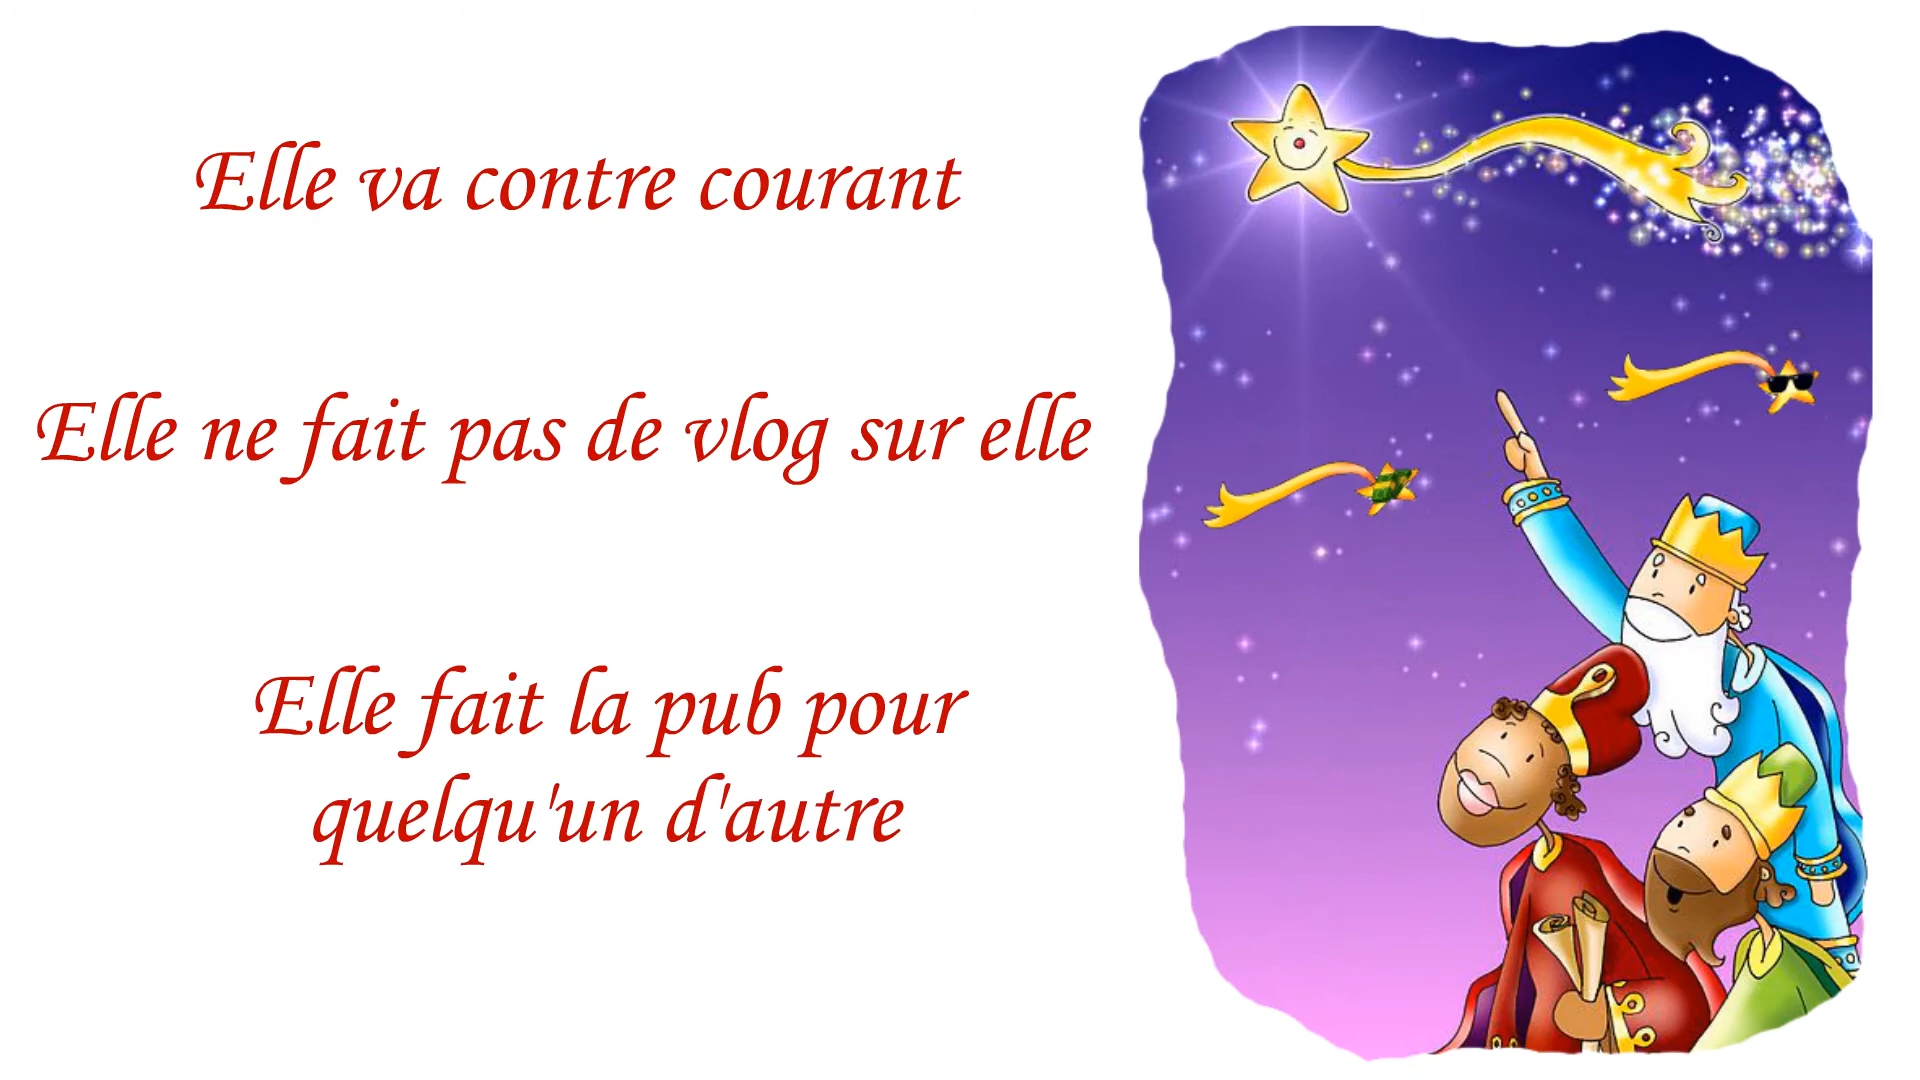 Elle va contre courant
Elle ne fait pas de vlog sur elle
Elle fait la pub pour
quelqu'un d'autre